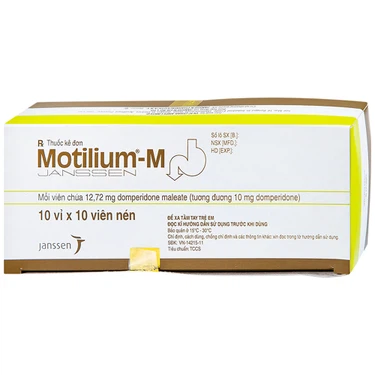 Rx Thuốc kê đơn
Motilium®-M
JANSSEN
Số lô SX [B.]
NSX [MFD.]
HD [EXP.]
Mỗi viên chứa 12,72 mg domperidone maleate (tương đương 10 mg domperidone)
10 vỉ x 10 viên nén
ĐỂ XA TẦM TAY TRẺ EM
ĐỌC KĨ HƯỚNG DẪN SỬ DỤNG TRƯỚC KHI DÙNG
Bảo quản ở 15°C - 30°C
Chỉ định, cách dùng, chống chỉ định và các thông tin khác: xin đọc trong tờ hướng dẫn sử dụng.
SĐK: VN-14215-11
Tiêu chuẩn TCCS
janssen